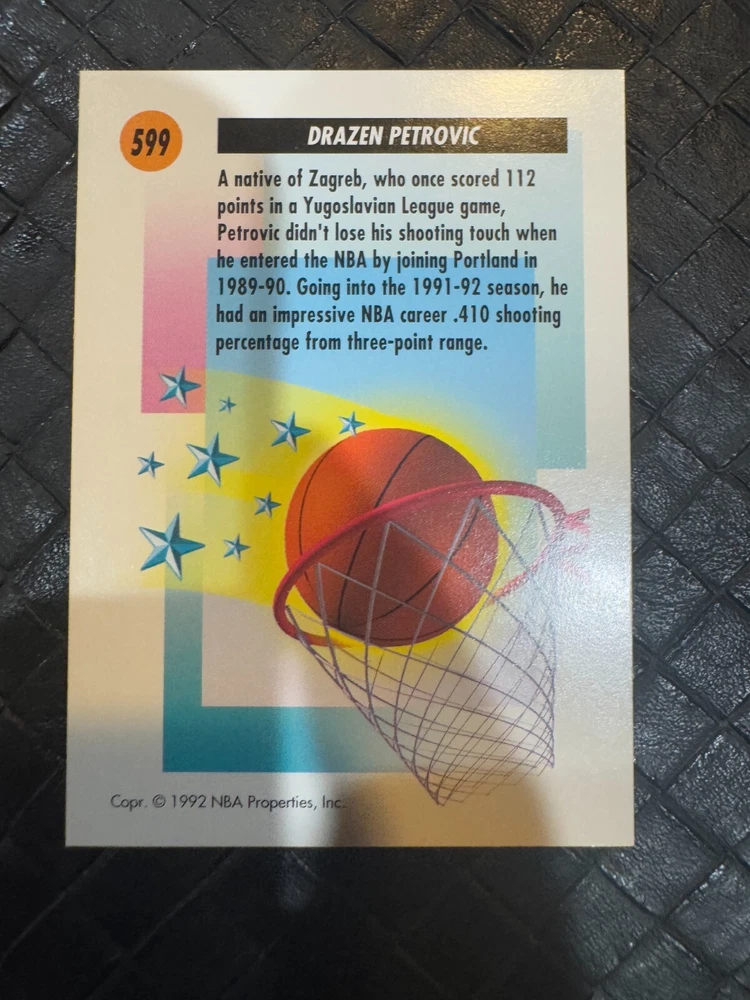 599
DRAZEN PETROVIC
A native of Zagreb, who once scored 112
points in a Yugoslavian League game,
Petrovic didn't lose his shooting touch when
he entered the NBA by joining Portland in
1989-90. Going into the 1991-92 season, he
had an impressive NBA career .410 shooting
percentage from three-point range.
Copr. © 1992 NBA Properties, Inc.